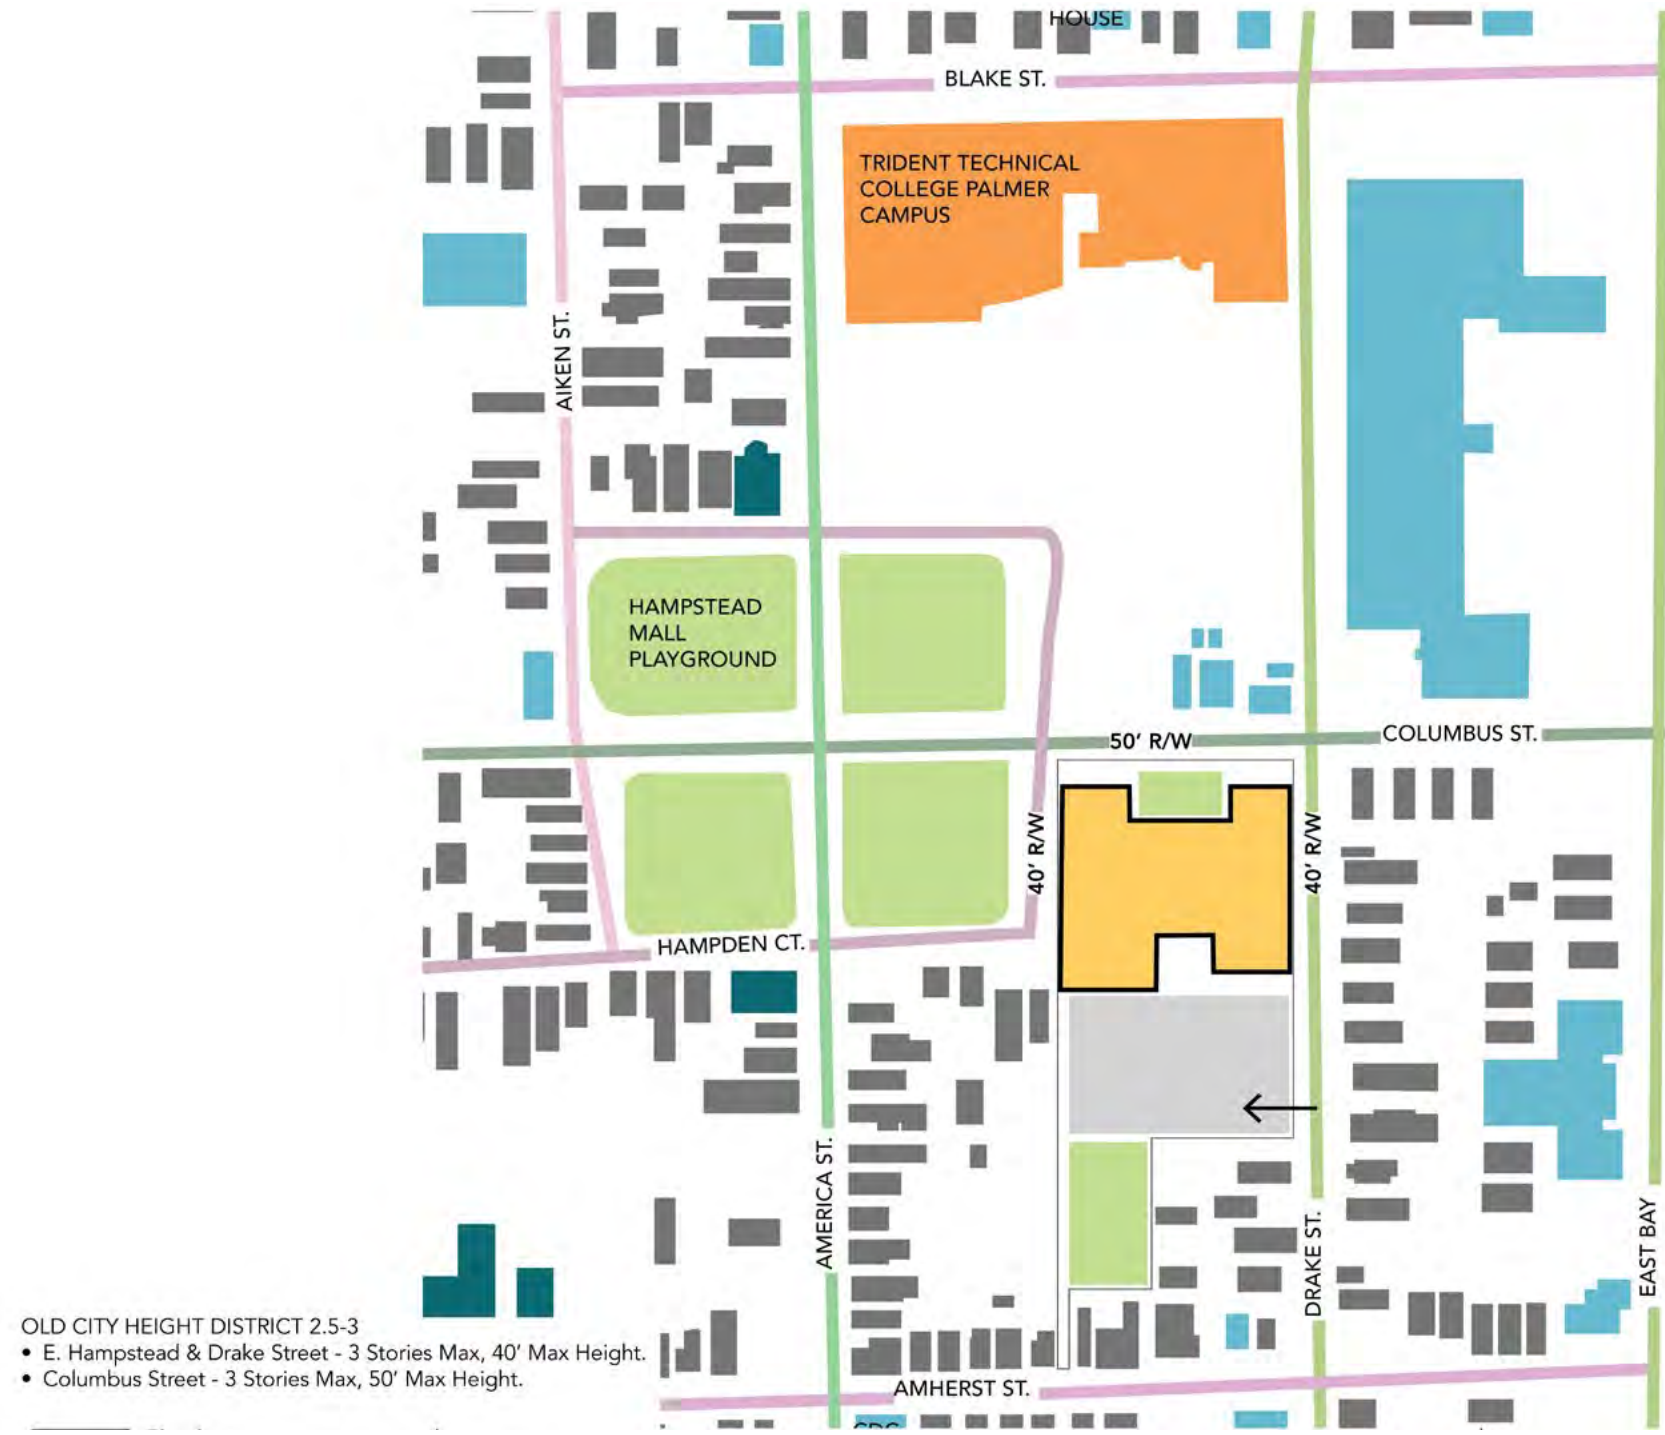 HOUSE
BLAKE ST.
TRIDENT TECHNICAL
COLLEGE PALMER
CAMPUS
AIKEN ST.
HAMPSTEAD
MALL
PLAYGROUND
50' R/W
COLUMBUS ST.
40' R/W
40' R/W
HAMPDEN CT.
AMERICA ST.
DRAKE ST.
EAST BAY
OLD CITY HEIGHT DISTRICT 2.5-3
• E. Hampstead & Drake Street - 3 Stories Max, 40' Max Height.
• Columbus Street - 3 Stories Max, 50' Max Height.
AMHERST ST.